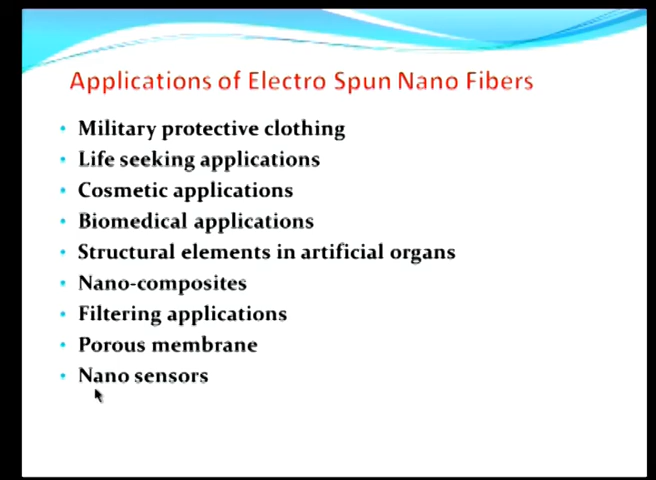 Applications of Electro Spun Nano Fibers
• Military protective clothing
• Life seeking applications
• Cosmetic applications
• Biomedical applications
• Structural elements in artificial organs
• Nano-composites
• Filtering applications
• Porous membrane
• Nano sensors